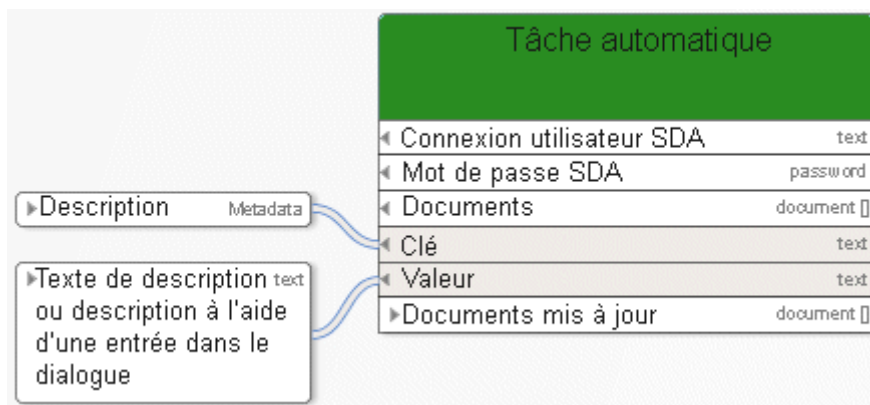 Tâche automatique
Connexion utilisateur SDA text
Mot de passe SDA password
Description Metadata
Documents document []
Clé text
Texte de description text
ou description à l'aide
d'une entrée dans le
dialogue
Valeur text
Documents mis à jour document []